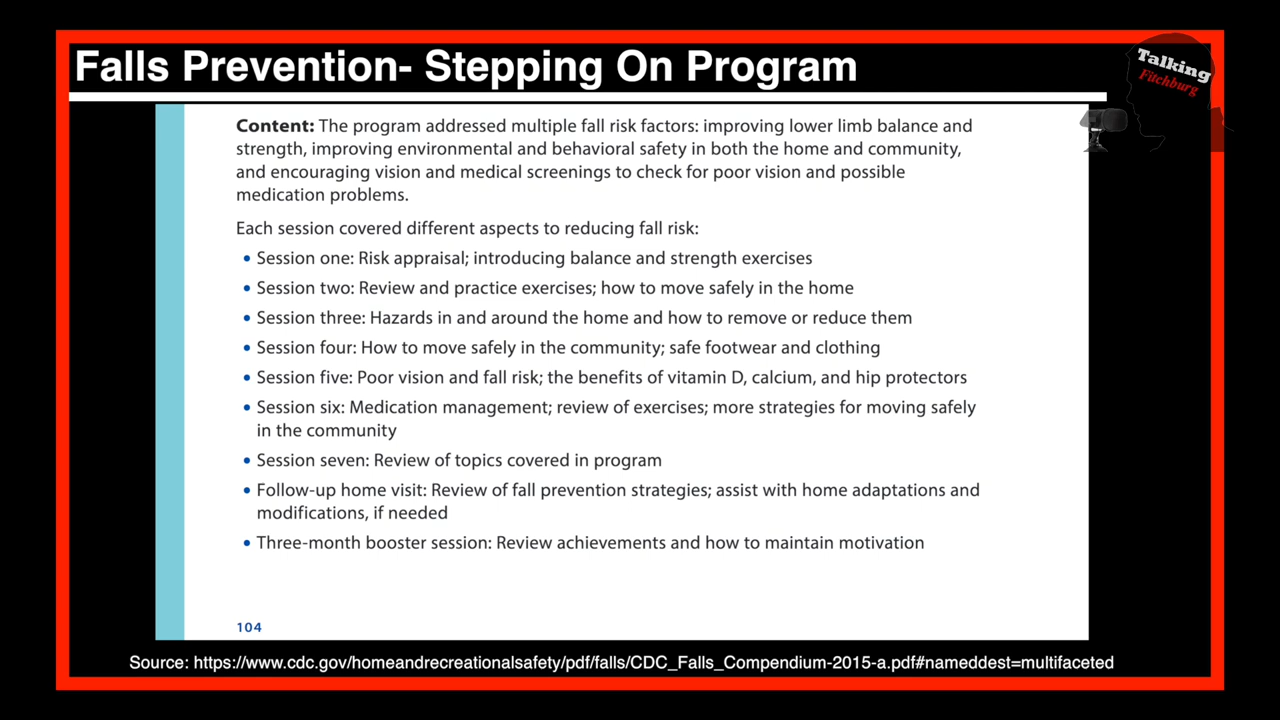 Falls Prevention- Stepping On Program
Talking
Fitchburg
Content: The program addressed multiple fall risk factors: improving lower limb balance and
strength, improving environmental and behavioral safety in both the home and community,
and encouraging vision and medical screenings to check for poor vision and possible
medication problems.
Each session covered different aspects to reducing fall risk:
• Session one: Risk appraisal; introducing balance and strength exercises
• Session two: Review and practice exercises; how to move safely in the home
• Session three: Hazards in and around the home and how to remove or reduce them
• Session four: How to move safely in the community; safe footwear and clothing
• Session five: Poor vision and fall risk; the benefits of vitamin D, calcium, and hip protectors
• Session six: Medication management; review of exercises; more strategies for moving safely
in the community
• Session seven: Review of topics covered in program
• Follow-up home visit: Review of fall prevention strategies; assist with home adaptations and
modifications, if needed
• Three-month booster session: Review achievements and how to maintain motivation
104
Source: https://www.cdc.gov/homeandrecreationalsafety/pdf/falls/CDC_Falls_Compendium-2015-a.pdf#nameddest=multifaceted